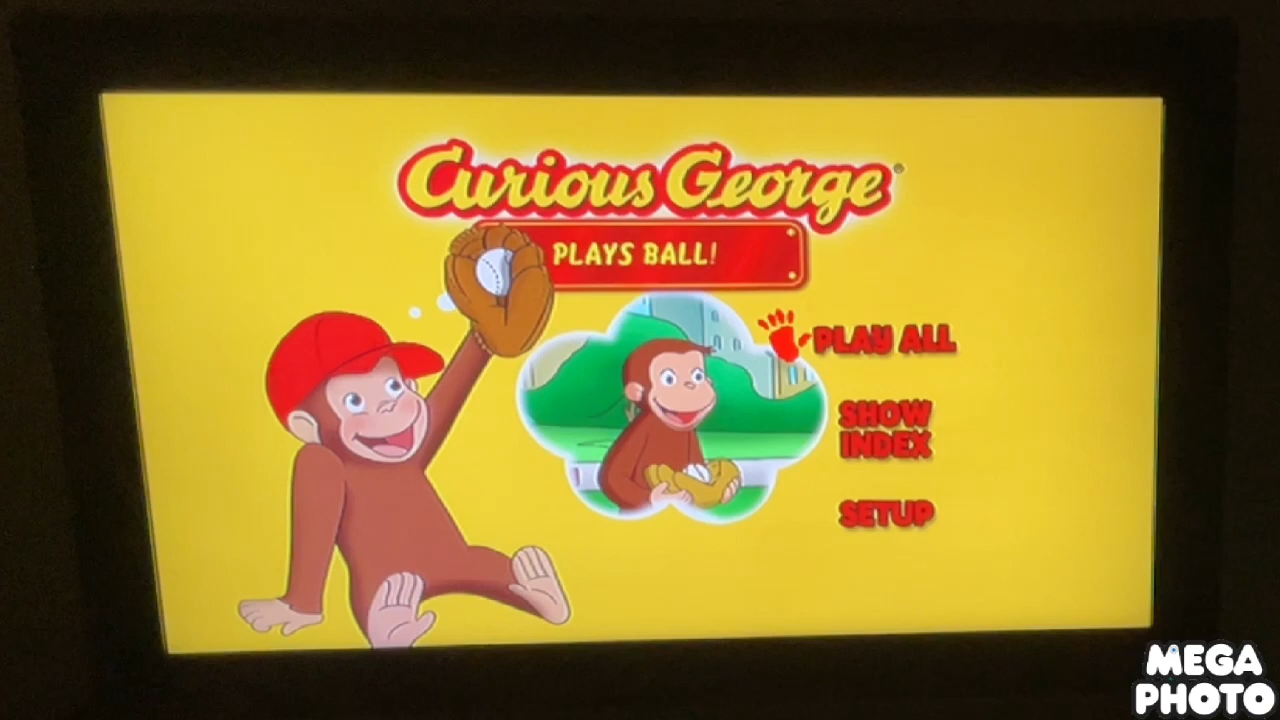 Curious George®
PLAYS BALL!
PLAY ALL
SHOW
INDEX
SETUP
MEGA
PHOTO